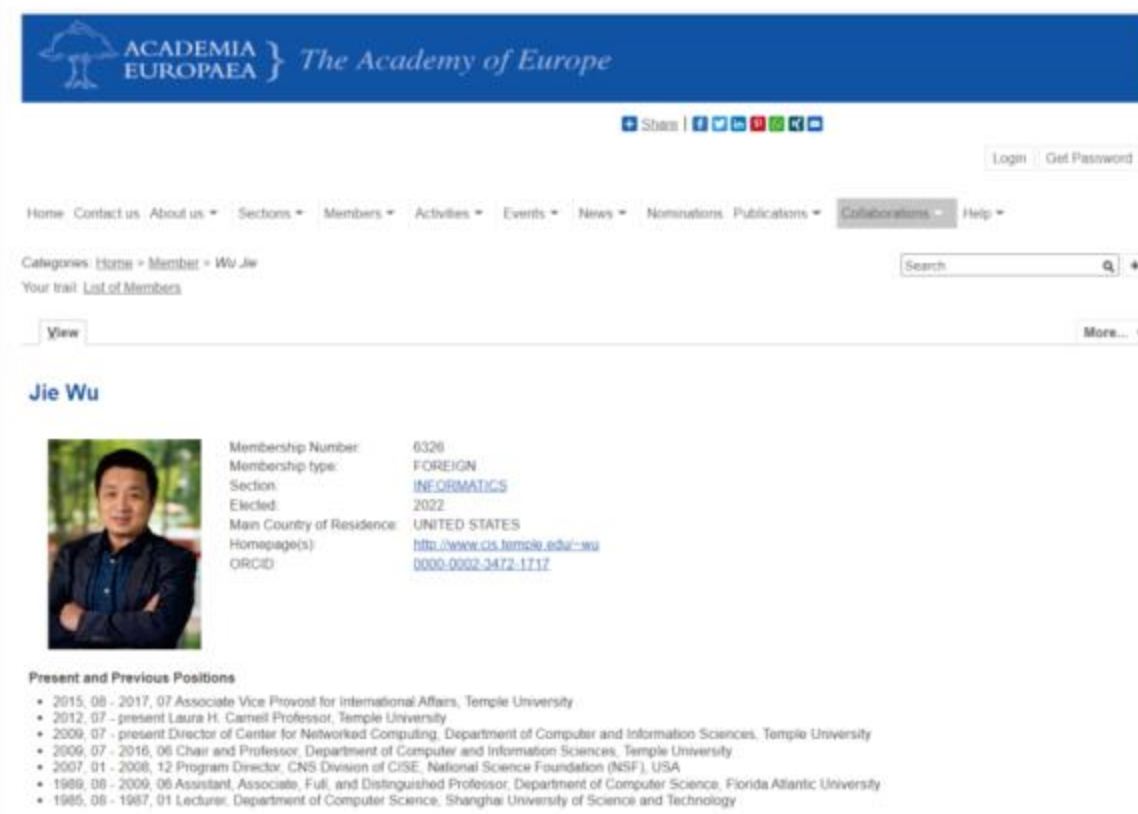 ACADEMIA
EUROPAEA } The Academy of Europe
Share |
Login Get Password
Home Contact us About us Sections Members Activities Events News Nominations Publications Collaborations Help
Categories: Home > Member > Wu Jie
Search
Your trail: List of Members
View
More...
Jie Wu
Membership Number: 6326
Membership type: FOREIGN
Section: INFORMATICS
Elected: 2022
Main Country of Residence: UNITED STATES
Homepage(s): http://www.cis.temple.edu/~wu
ORCID: 0000-0002-3472-1717
Present and Previous Positions
• 2015, 08 - 2017, 07 Associate Vice Provost for International Affairs, Temple University
• 2012, 07 - present Laura H. Carnell Professor, Temple University
• 2009, 07 - present Director of Center for Networked Computing, Department of Computer and Information Sciences, Temple University
• 2009, 07 - 2016, 06 Chair and Professor, Department of Computer and Information Sciences, Temple University
• 2007, 01 - 2008, 12 Program Director, CNS Division of CISE, National Science Foundation (NSF), USA
• 1989, 08 - 2009, 06 Assistant, Associate, Full, and Distinguished Professor, Department of Computer Science, Florida Atlantic University
• 1985, 08 - 1987, 01 Lecturer, Department of Computer Science, Shanghai University of Science and Technology